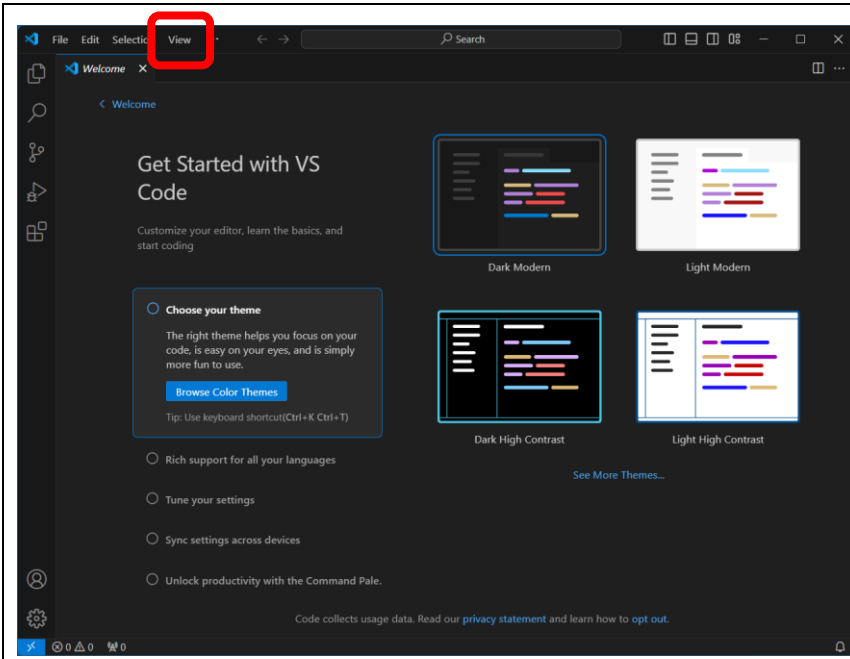 File Edit Selectio View
Search
Welcome
Welcome
Get Started with VS
Code
Customize your editor, learn the basics, and
start coding
Choose your theme
The right theme helps you focus on your
code, is easy on your eyes, and is simply
more fun to use.
Browse Color Themes
Tip: Use keyboard shortcut(Ctrl+K Ctrl+T)
Rich support for all your languages
Tune your settings
Sync settings across devices
Unlock productivity with the Command Pale.
Dark Modern
Light Modern
Dark High Contrast
Light High Contrast
See More Themes...
Code collects usage data. Read our privacy statement and learn how to opt out.
0 0 0